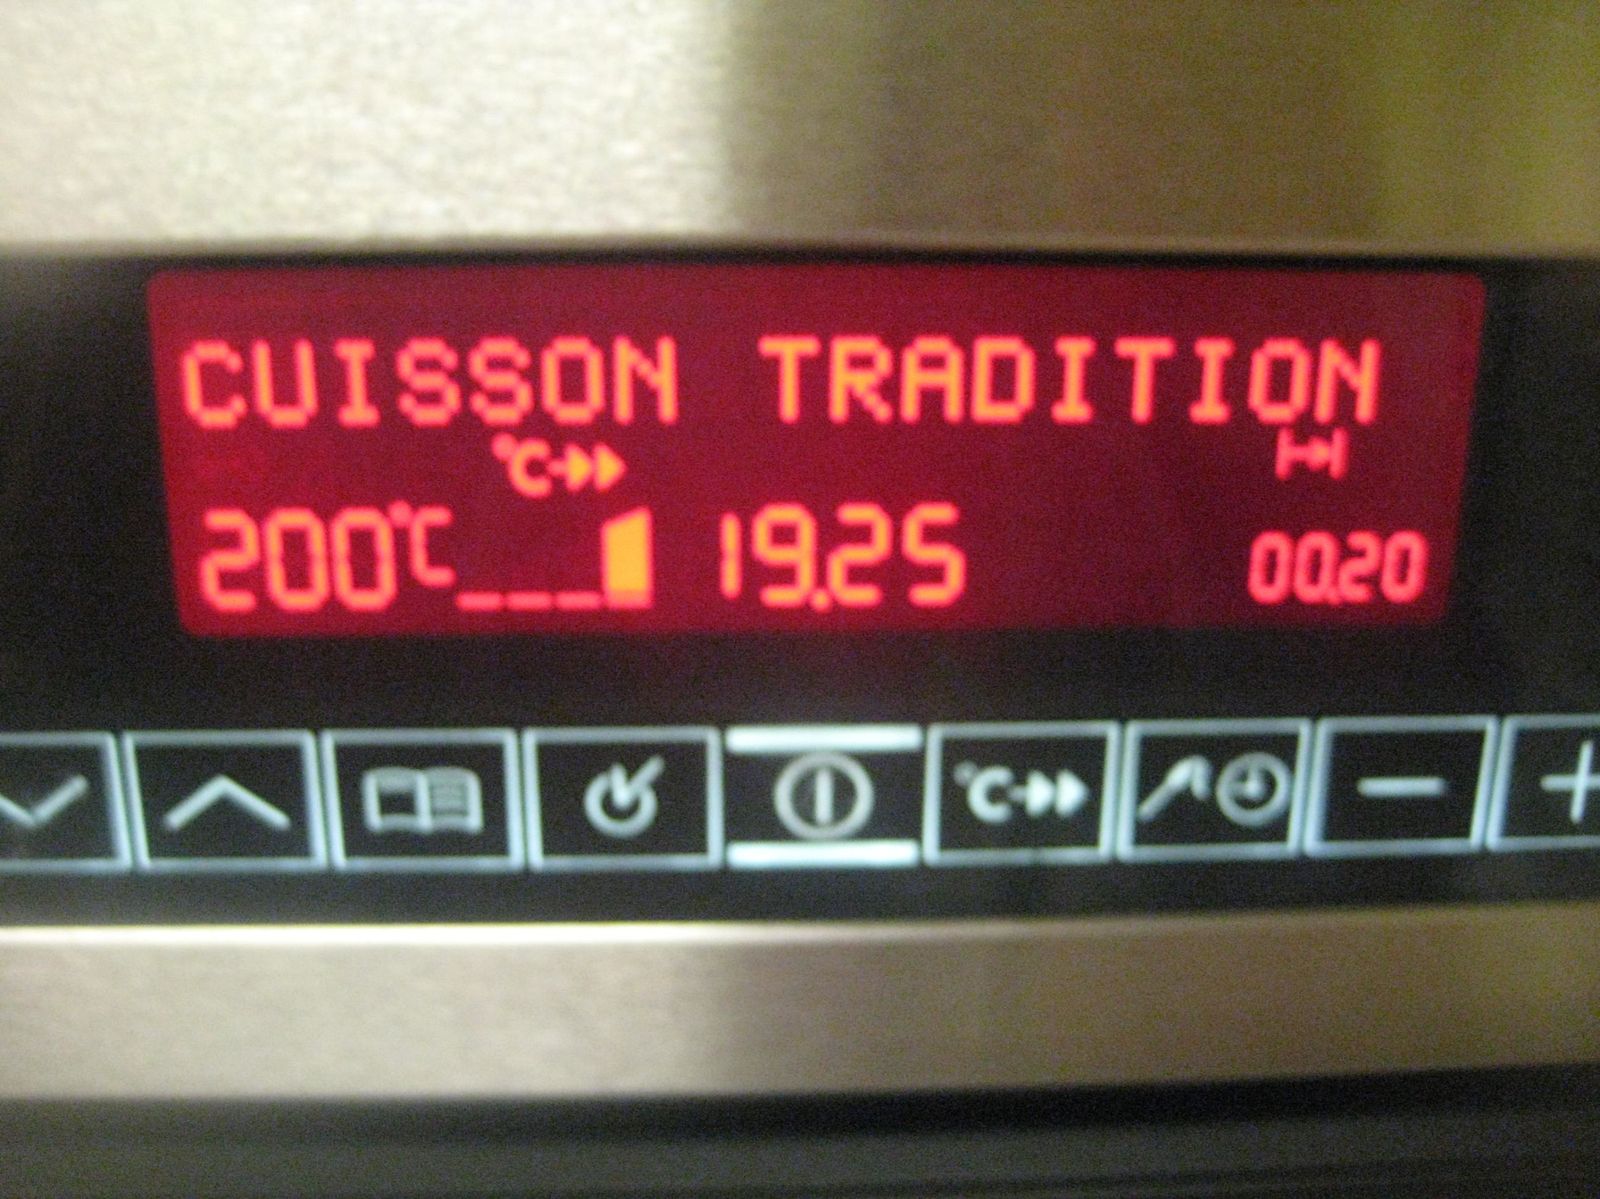 CUISSON TRADITION
°C
200°C 19.25 00.20
°C